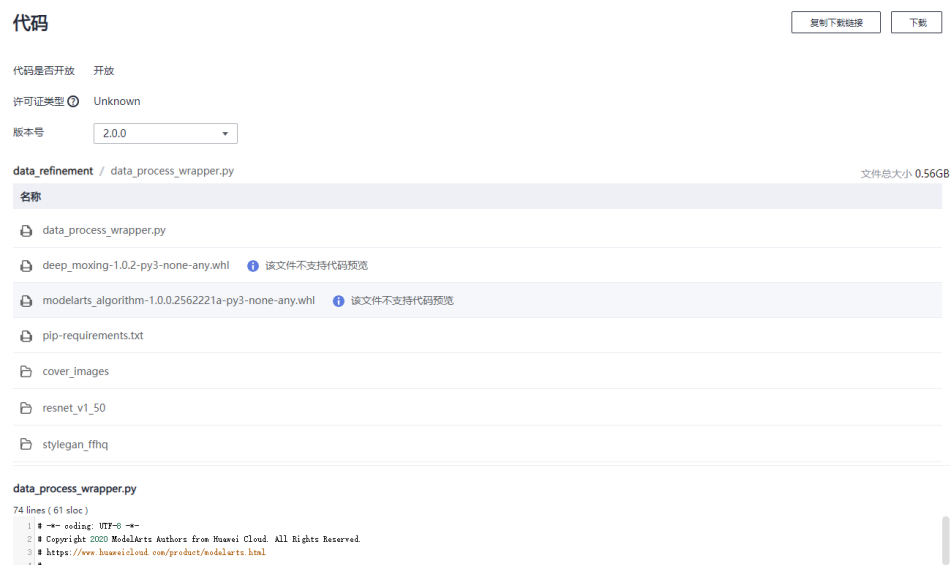 代码
复制下载链接
下载
代码是否开放 开放
许可证类型 ? Unknown
版本号 2.0.0
data_refinement / data_process_wrapper.py
文件总大小 0.56GB
名称
data_process_wrapper.py
deep_moxing-1.0.2-py3-none-any.whl 该文件不支持代码预览
modelarts_algorithm-1.0.0.2562221a-py3-none-any.whl 该文件不支持代码预览
pip-requirements.txt
cover_images
resnet_v1_50
stylegan_ffhq
data_process_wrapper.py
74 lines ( 61 sloc )
1 # -*- coding: UTF-8 -*-
2 # Copyright 2020 ModelArts Authors from Huawei Cloud. All Rights Reserved.
3 # https://www.huaweicloud.com/product/modelarts.html
4 #